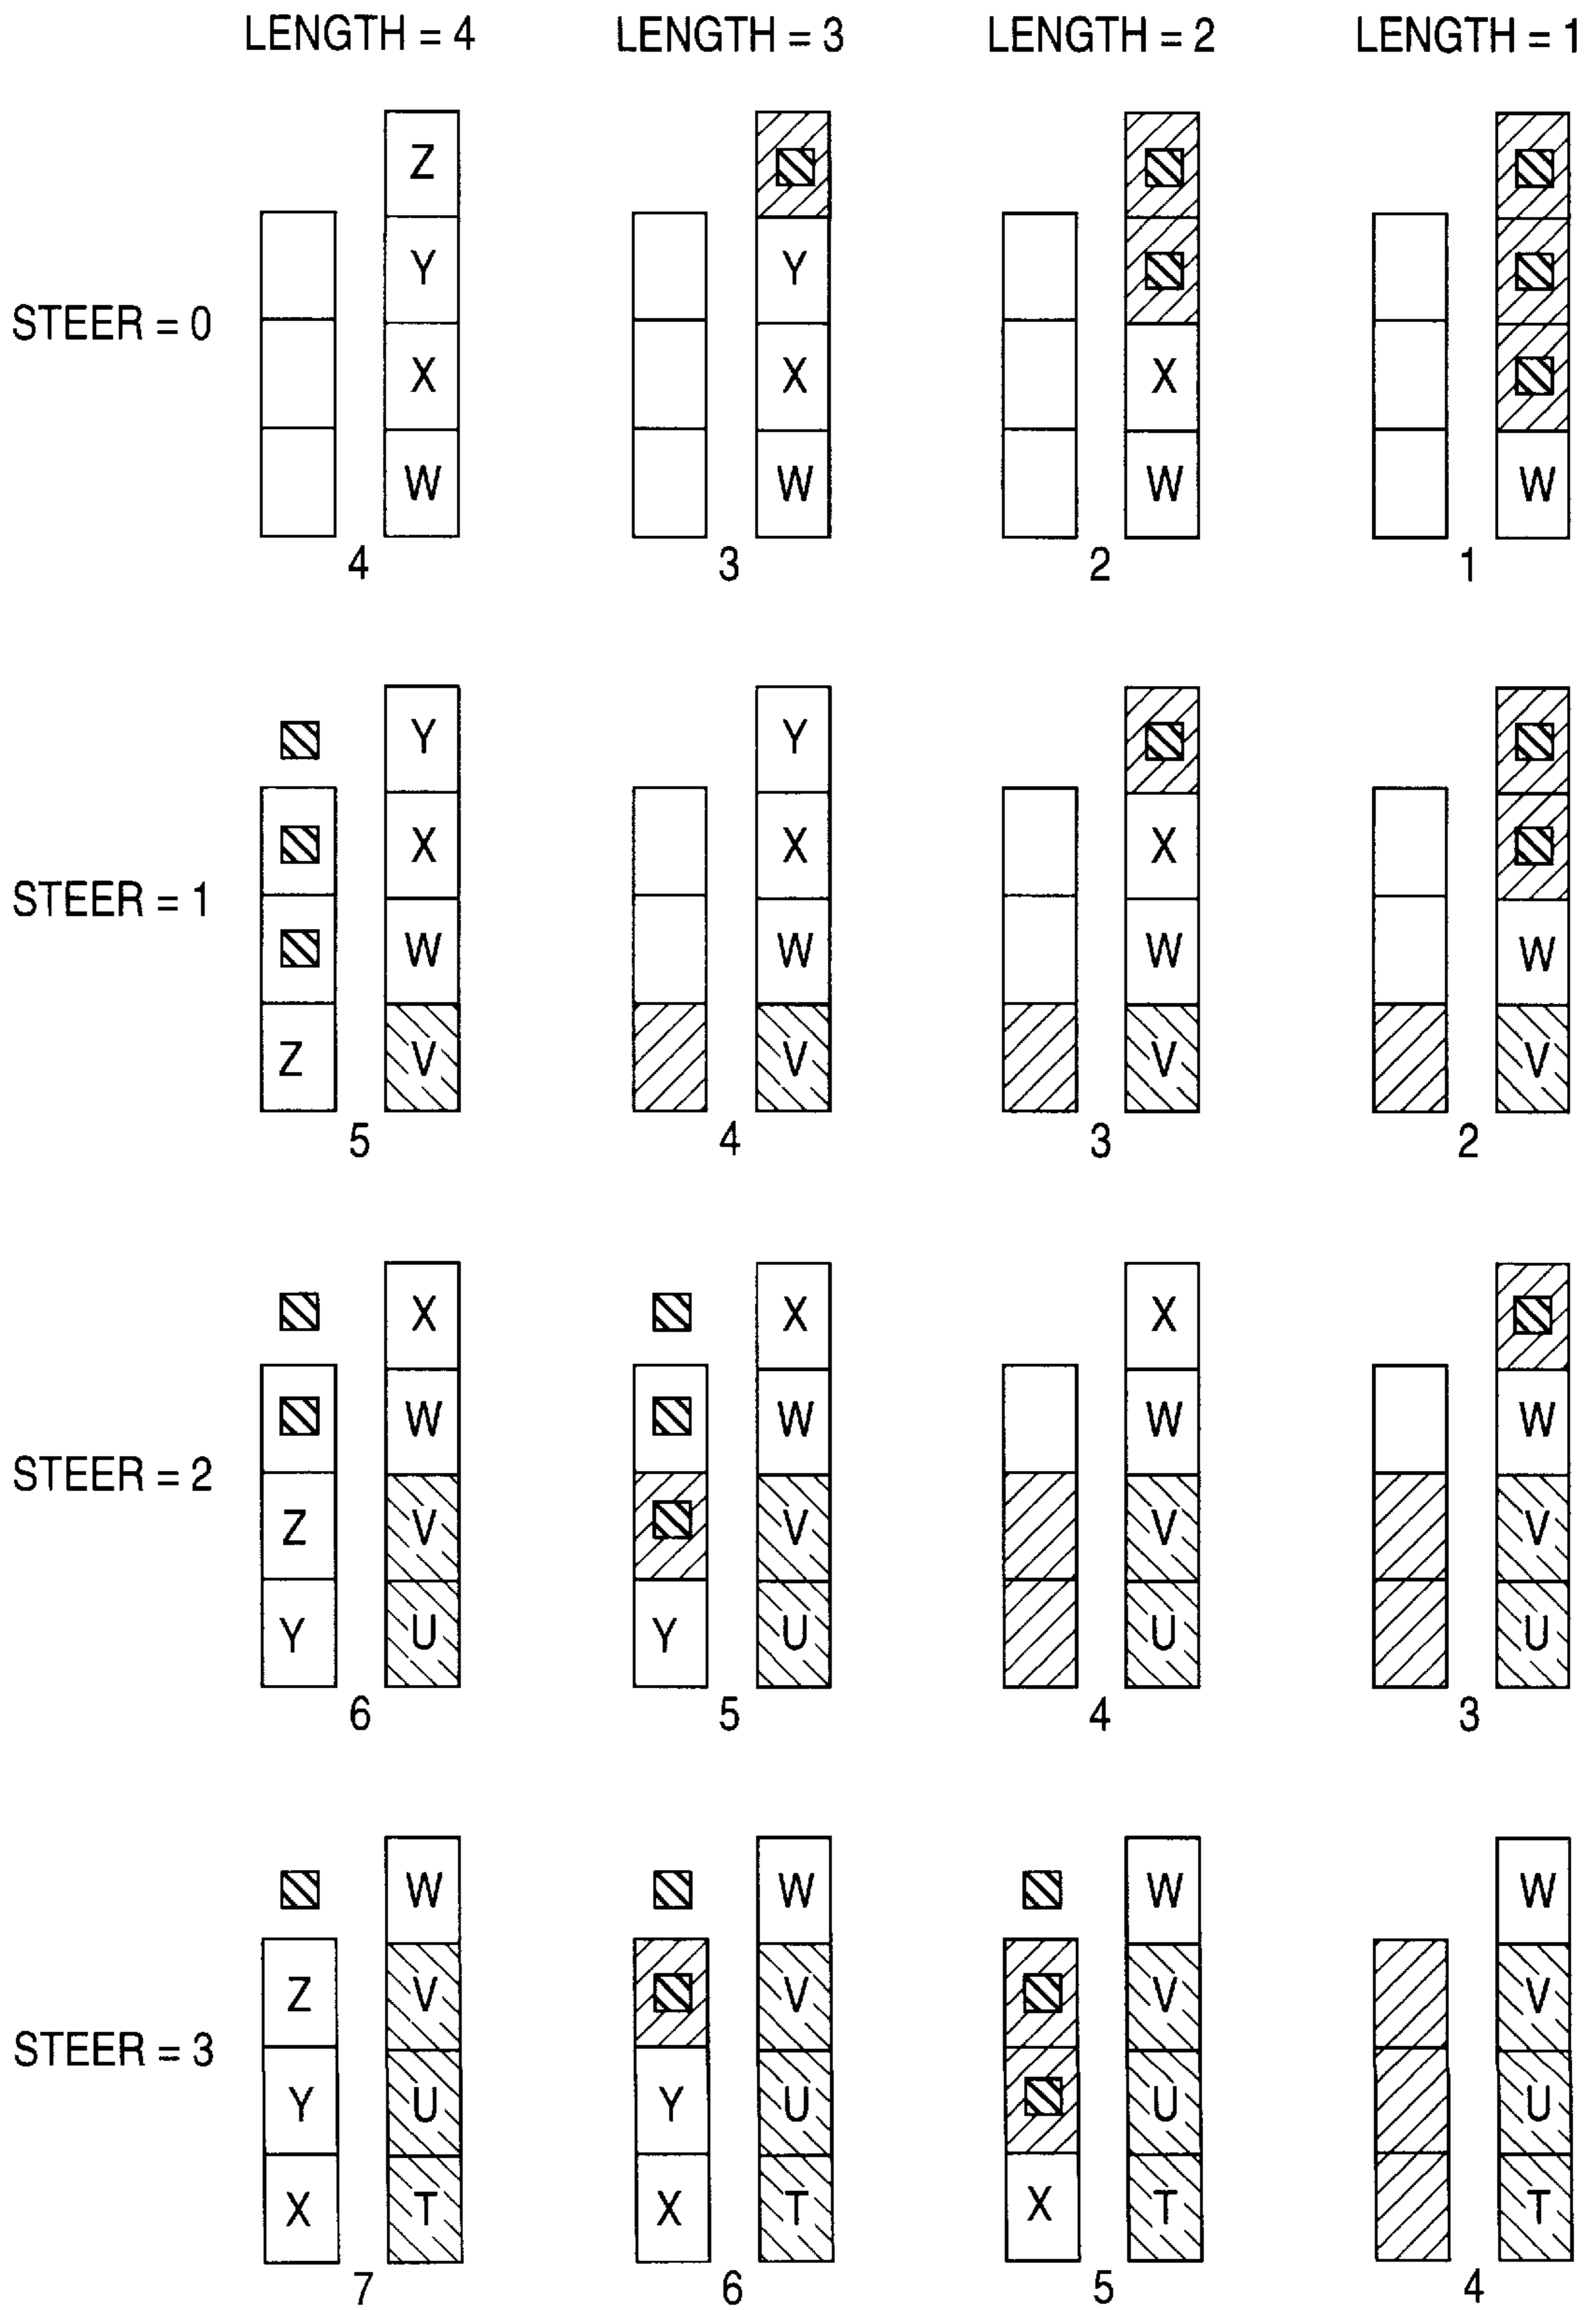 LENGTH = 4 LENGTH = 3 LENGTH = 2 LENGTH = 1
Z
Y Y
STEER = 0
X X X
W W W W
4 3 2 1
Y Y
X X X
STEER = 1
W W W W
Z V V V V
5 4 3 2
X X X
W W W W
STEER = 2
Z V V V V
Y U Y U U U
6 5 4 3
W W W W
Z V V V V
STEER = 3
Y U Y U U U
X T X T X T T
7 6 5 4